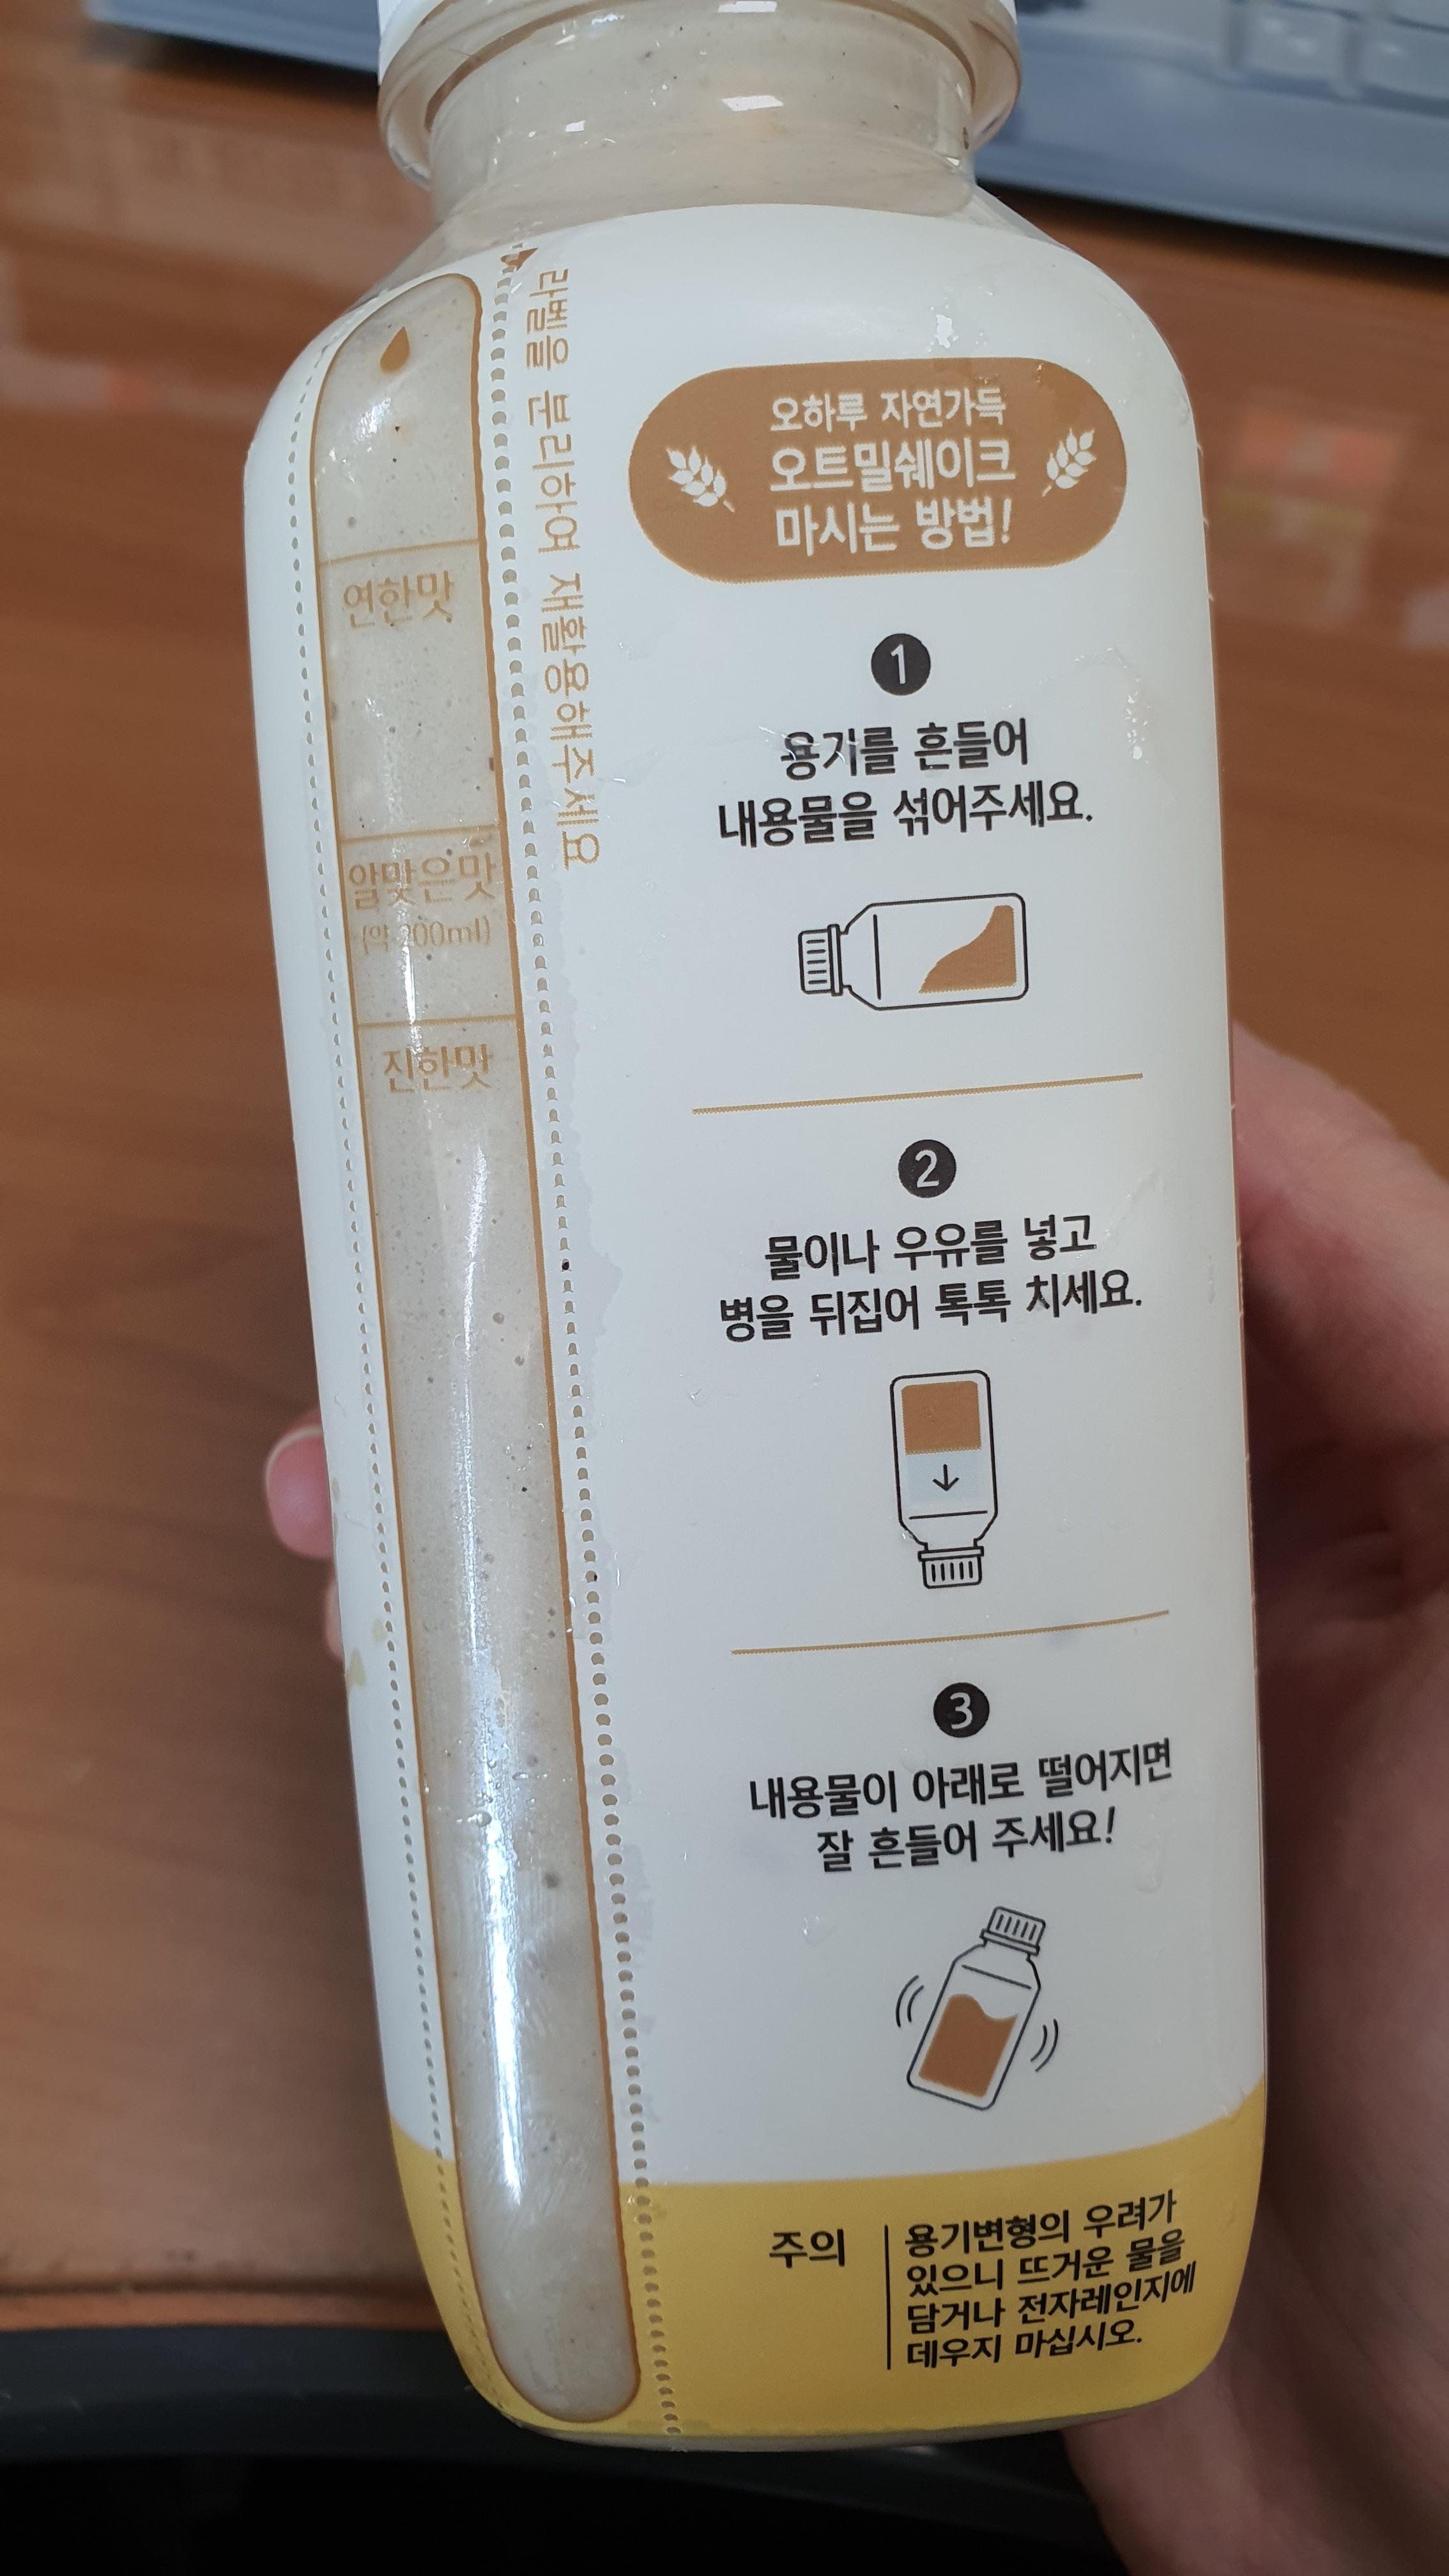 라벨을 분리하여 재활용해주세요
연한맛
알맞은맛
(약 00ml)
진한맛
오하루 자연가득
오트밀쉐이크
마시는 방법!
1
용기를 흔들어
내용물을 섞어주세요.
2
물이나 우유를 넣고
병을 뒤집어 톡톡 치세요.
3
내용물이 아래로 떨어지면
잘 흔들어 주세요!
주의
용기변형의 우려가
있으니 뜨거운 물을
담거나 전자레인지에
데우지 마십시오.